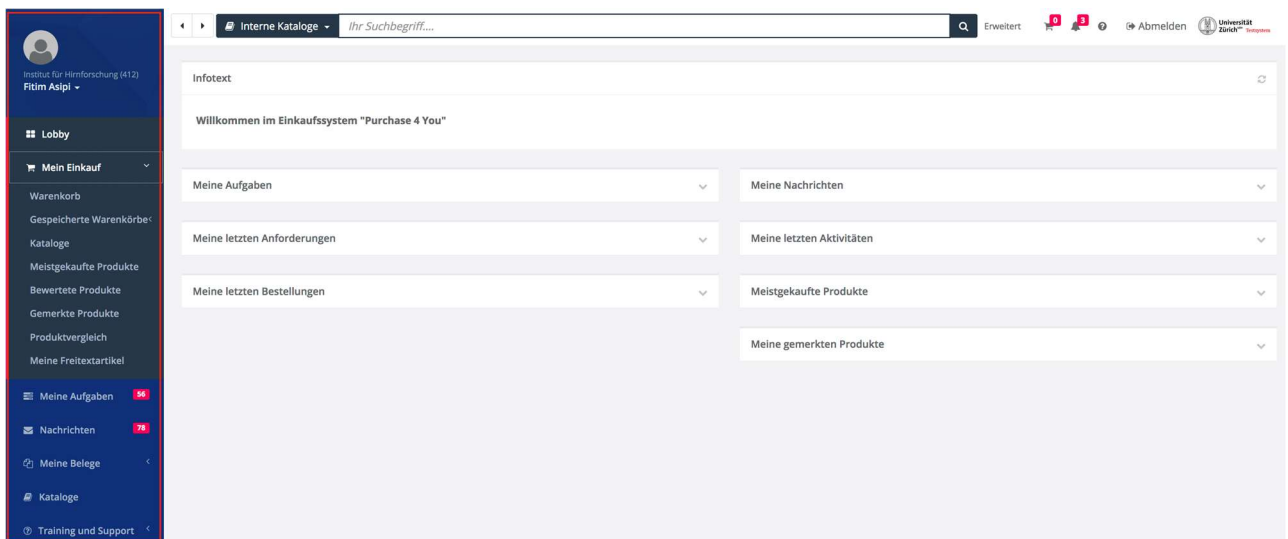 Interne Kataloge
Ihr Suchbegriff....
Erweitert
0
3
Abmelden
Universität
Zürich UZH
Testsystem
Institut für Hirnforschung (412)
Fitim Asipi
Lobby
Mein Einkauf
Warenkorb
Gespeicherte Warenkörbe
Kataloge
Meistgekaufte Produkte
Bewertete Produkte
Gemerkte Produkte
Produktvergleich
Meine Freitextartikel
Meine Aufgaben 56
Nachrichten 78
Meine Belege
Kataloge
Training und Support
Infotext
Willkommen im Einkaufssystem "Purchase 4 You"
Meine Aufgaben
Meine letzten Anforderungen
Meine letzten Bestellungen
Meine Nachrichten
Meine letzten Aktivitäten
Meistgekaufte Produkte
Meine gemerkten Produkte